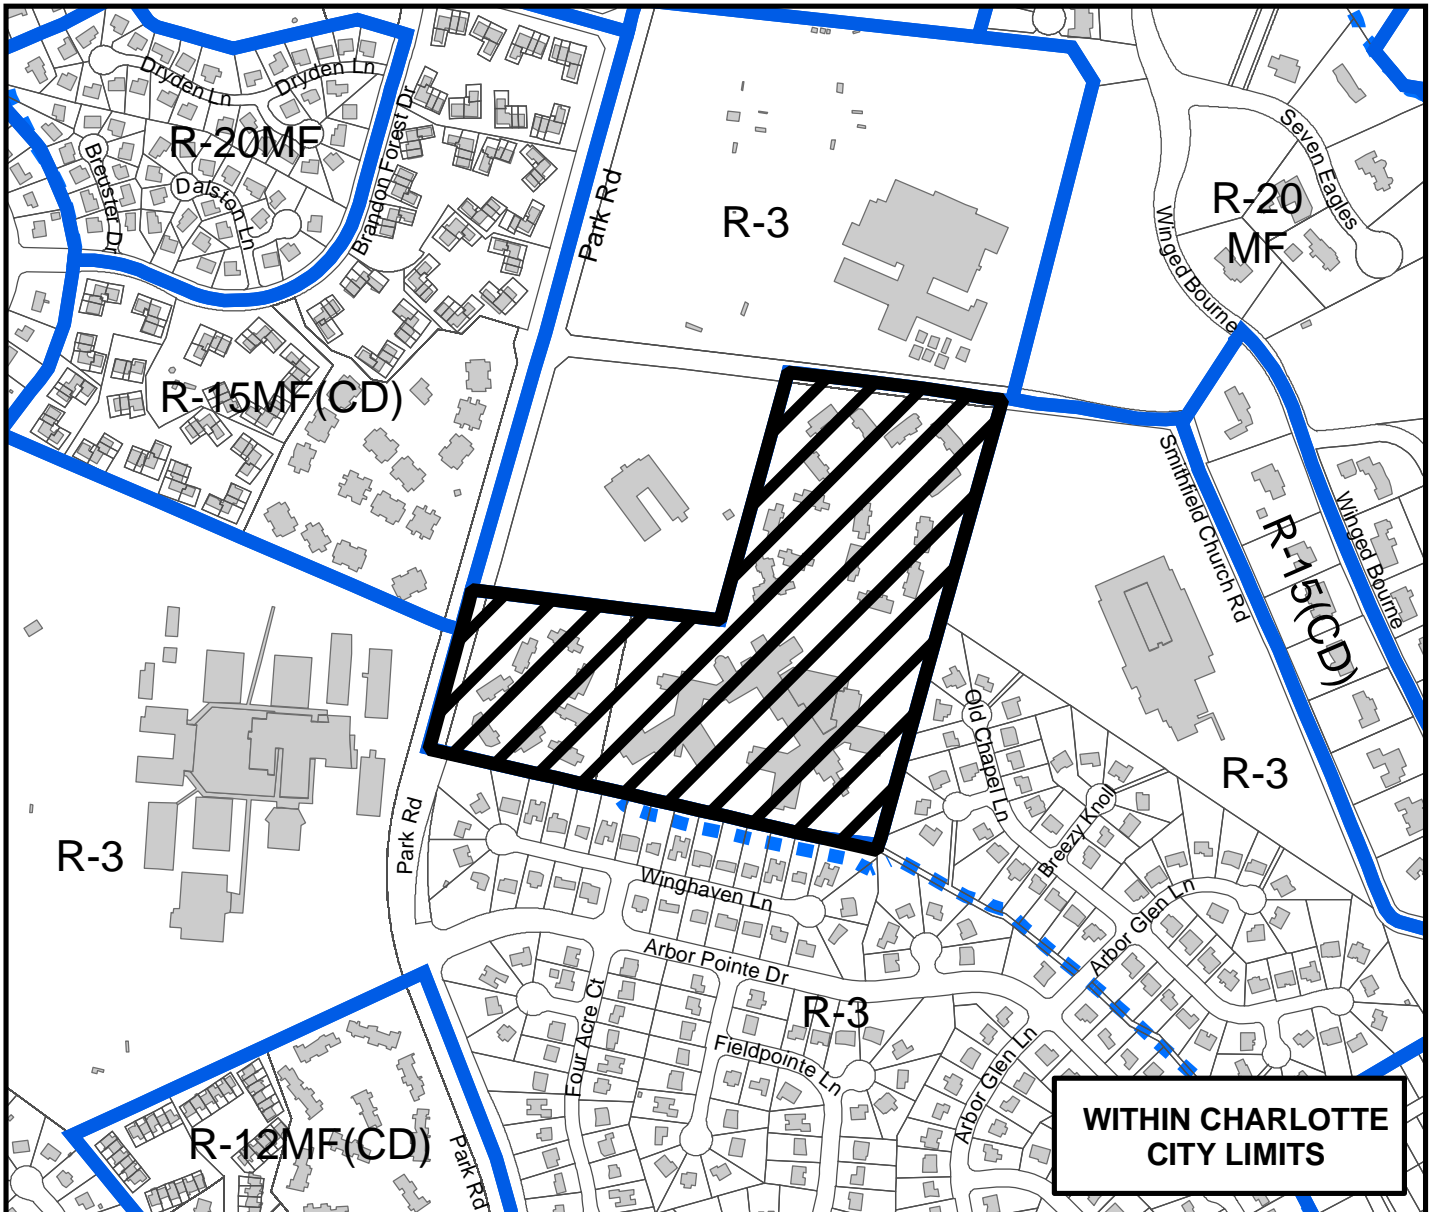 Dryden Ln
Dryden Ln
R-20MF
Brandon Forest Dr
Breuster Dr
Dalston Ln
Park Rd
R-3
Seven Eagles
R-20
MF
Winged Bourne
R-15MF(CD)
Smithfield Church Rd
Winged Bourne
R-15(CD)
Old Chapel Ln
R-3
Park Rd
R-3
Breezy Knoll
Winghaven Ln
Arbor Glen Ln
Arbor Pointe Dr
R-3
Four Acre Ct
Fieldpointe Ln
Arbor Glen Ln
R-12MF(CD)
Park Rd
WITHIN CHARLOTTE
CITY LIMITS